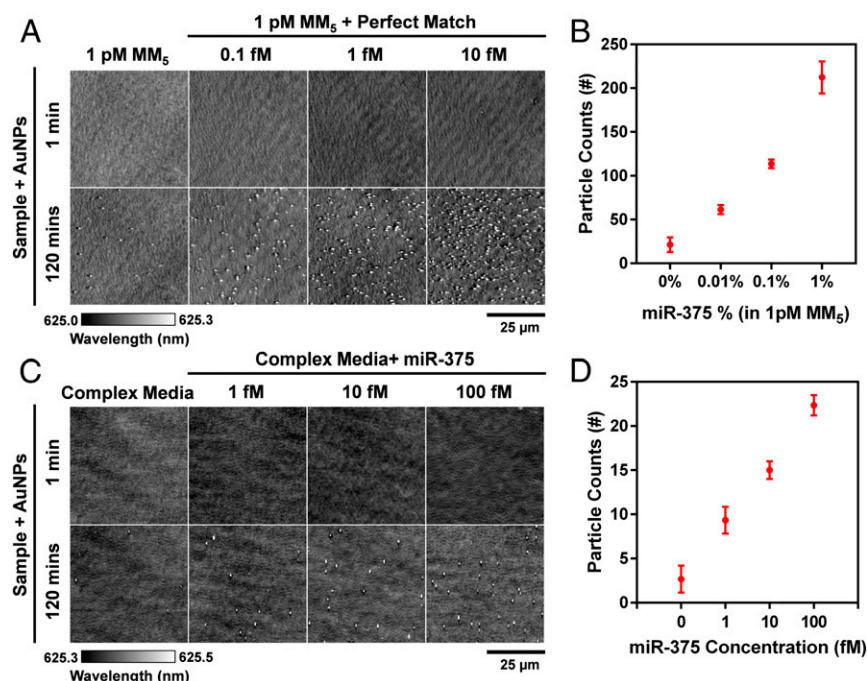 A
1 pM MM₅ + Perfect Match
1 pM MM₅
0.1 fM
1 fM
10 fM
Sample + AuNPs
1 min
120 mins
625.0
625.3
Wavelength (nm)
25 µm
B
Particle Counts (#)
250
200
150
100
50
0
0%
0.01%
0.1%
1%
miR-375 % (in 1pM MM₅)
C
Complex Media+ miR-375
Complex Media
1 fM
10 fM
100 fM
Sample + AuNPs
1 min
120 mins
625.3
625.5
Wavelength (nm)
25 µm
D
Particle Counts (#)
25
20
15
10
5
0
0
1
10
100
miR-375 Concentration (fM)